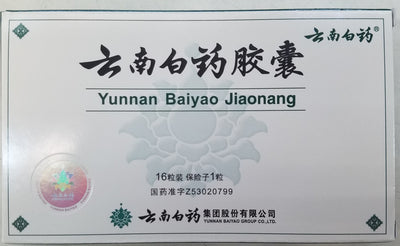 云南白药®
云南白药胶囊
Yunnan Baiyao Jiaonang
16粒装 保险子1粒
国药准字Z53020799
云南白药集团股份有限公司
YUNNAN BAIYAO GROUP CO.,LTD.